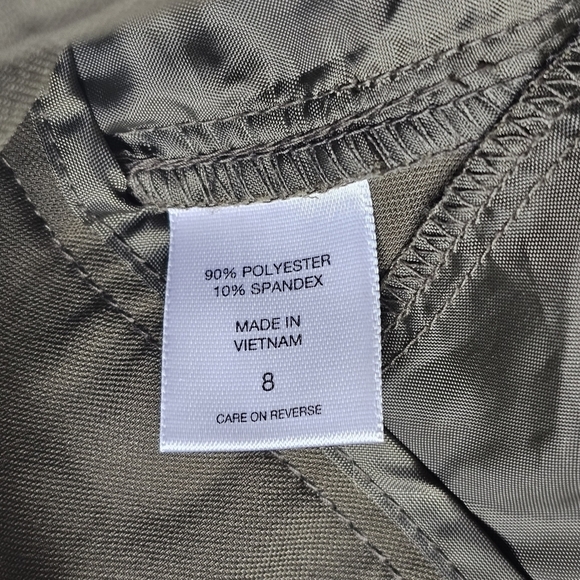 90% POLYESTER
10% SPANDEX
MADE IN
VIETNAM
8
CARE ON REVERSE